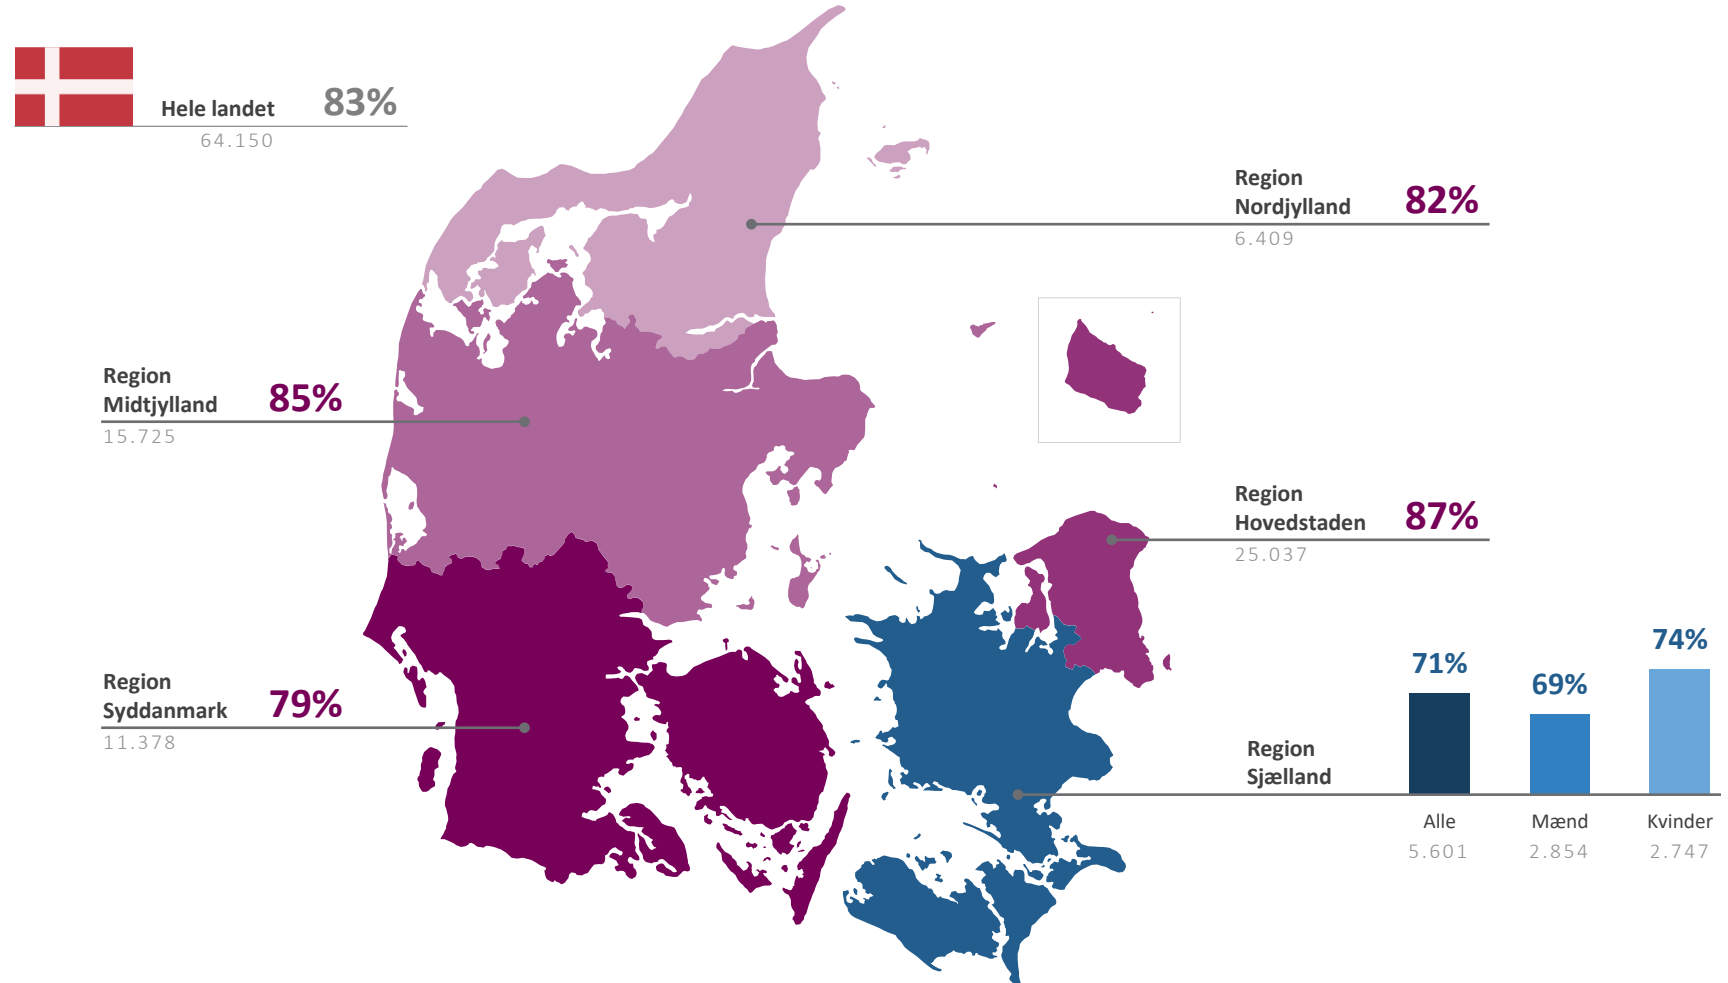 Hele landet 83%
64.150
Region
Nordjylland 82%
6.409
Region
Midtjylland 85%
15.725
Region
Hovedstaden 87%
25.037
Region
Syddanmark 79%
11.378
Region
Sjælland
71% 69% 74%
Alle Mænd Kvinder
5.601 2.854 2.747